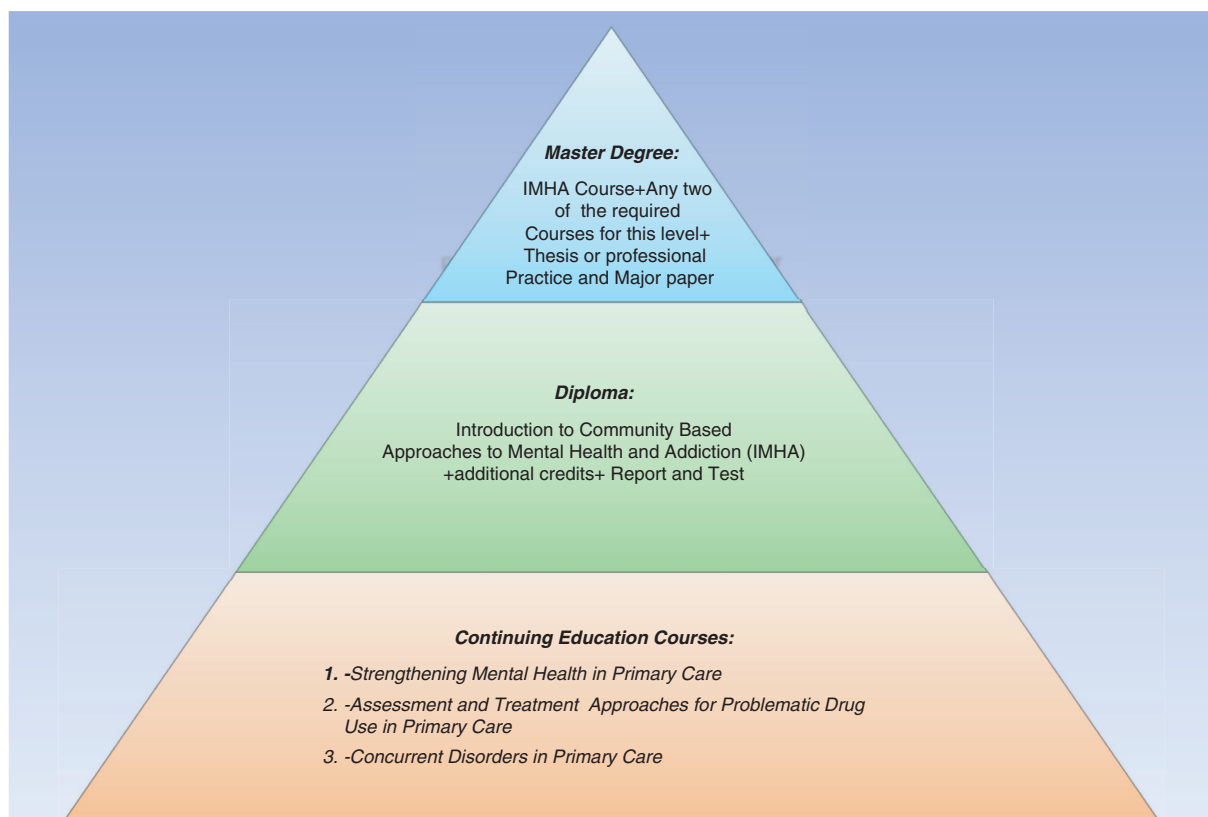 Master Degree:
IMHA Course+Any two
of the required
Courses for this level+
Thesis or professional
Practice and Major paper
Diploma:
Introduction to Community Based
Approaches to Mental Health and Addiction (IMHA)
+additional credits+ Report and Test
Continuing Education Courses:
1. -Strengthening Mental Health in Primary Care
2. -Assessment and Treatment Approaches for Problematic Drug
Use in Primary Care
3. -Concurrent Disorders in Primary Care